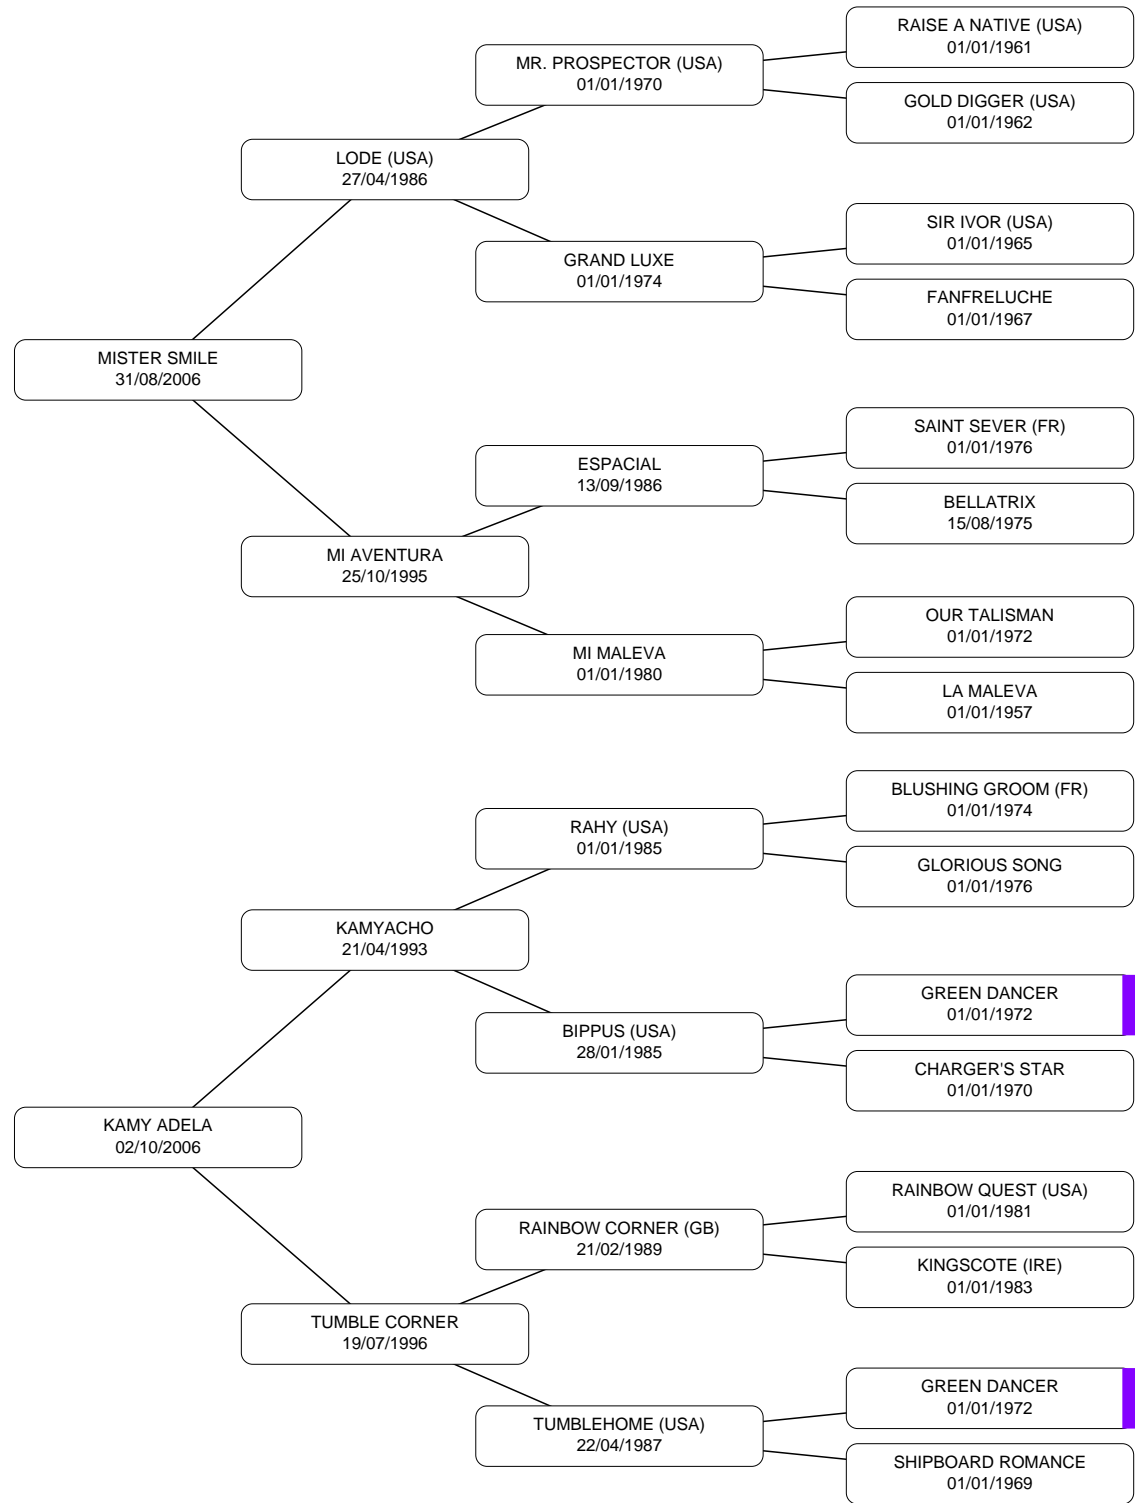 RAISE A NATIVE (USA)
01/01/1961
MR. PROSPECTOR (USA)
01/01/1970
GOLD DIGGER (USA)
01/01/1962
LODE (USA)
27/04/1986
SIR IVOR (USA)
01/01/1965
GRAND LUXE
01/01/1974
FANFRELUCHE
01/01/1967
MISTER SMILE
31/08/2006
SAINT SEVER (FR)
01/01/1976
ESPACIAL
13/09/1986
BELLATRIX
15/08/1975
MI AVENTURA
25/10/1995
OUR TALISMAN
01/01/1972
MI MALEVA
01/01/1980
LA MALEVA
01/01/1957
BLUSHING GROOM (FR)
01/01/1974
RAHY (USA)
01/01/1985
GLORIOUS SONG
01/01/1976
KAMYACHO
21/04/1993
GREEN DANCER
01/01/1972
BIPPUS (USA)
28/01/1985
CHARGER'S STAR
01/01/1970
KAMY ADELA
02/10/2006
RAINBOW QUEST (USA)
01/01/1981
RAINBOW CORNER (GB)
21/02/1989
KINGSCOTE (IRE)
01/01/1983
TUMBLE CORNER
19/07/1996
GREEN DANCER
01/01/1972
TUMBLEHOME (USA)
22/04/1987
SHIPBOARD ROMANCE
01/01/1969